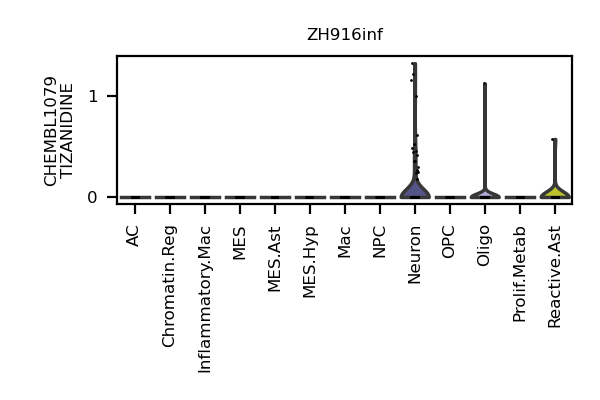 ZH916inf
CHEMBL1079
TIZANIDINE
1
0
AC
Chromatin.Reg
Inflammatory.Mac
MES
MES.Ast
MES.Hyp
Mac
NPC
Neuron
OPC
Oligo
Prolif.Metab
Reactive.Ast